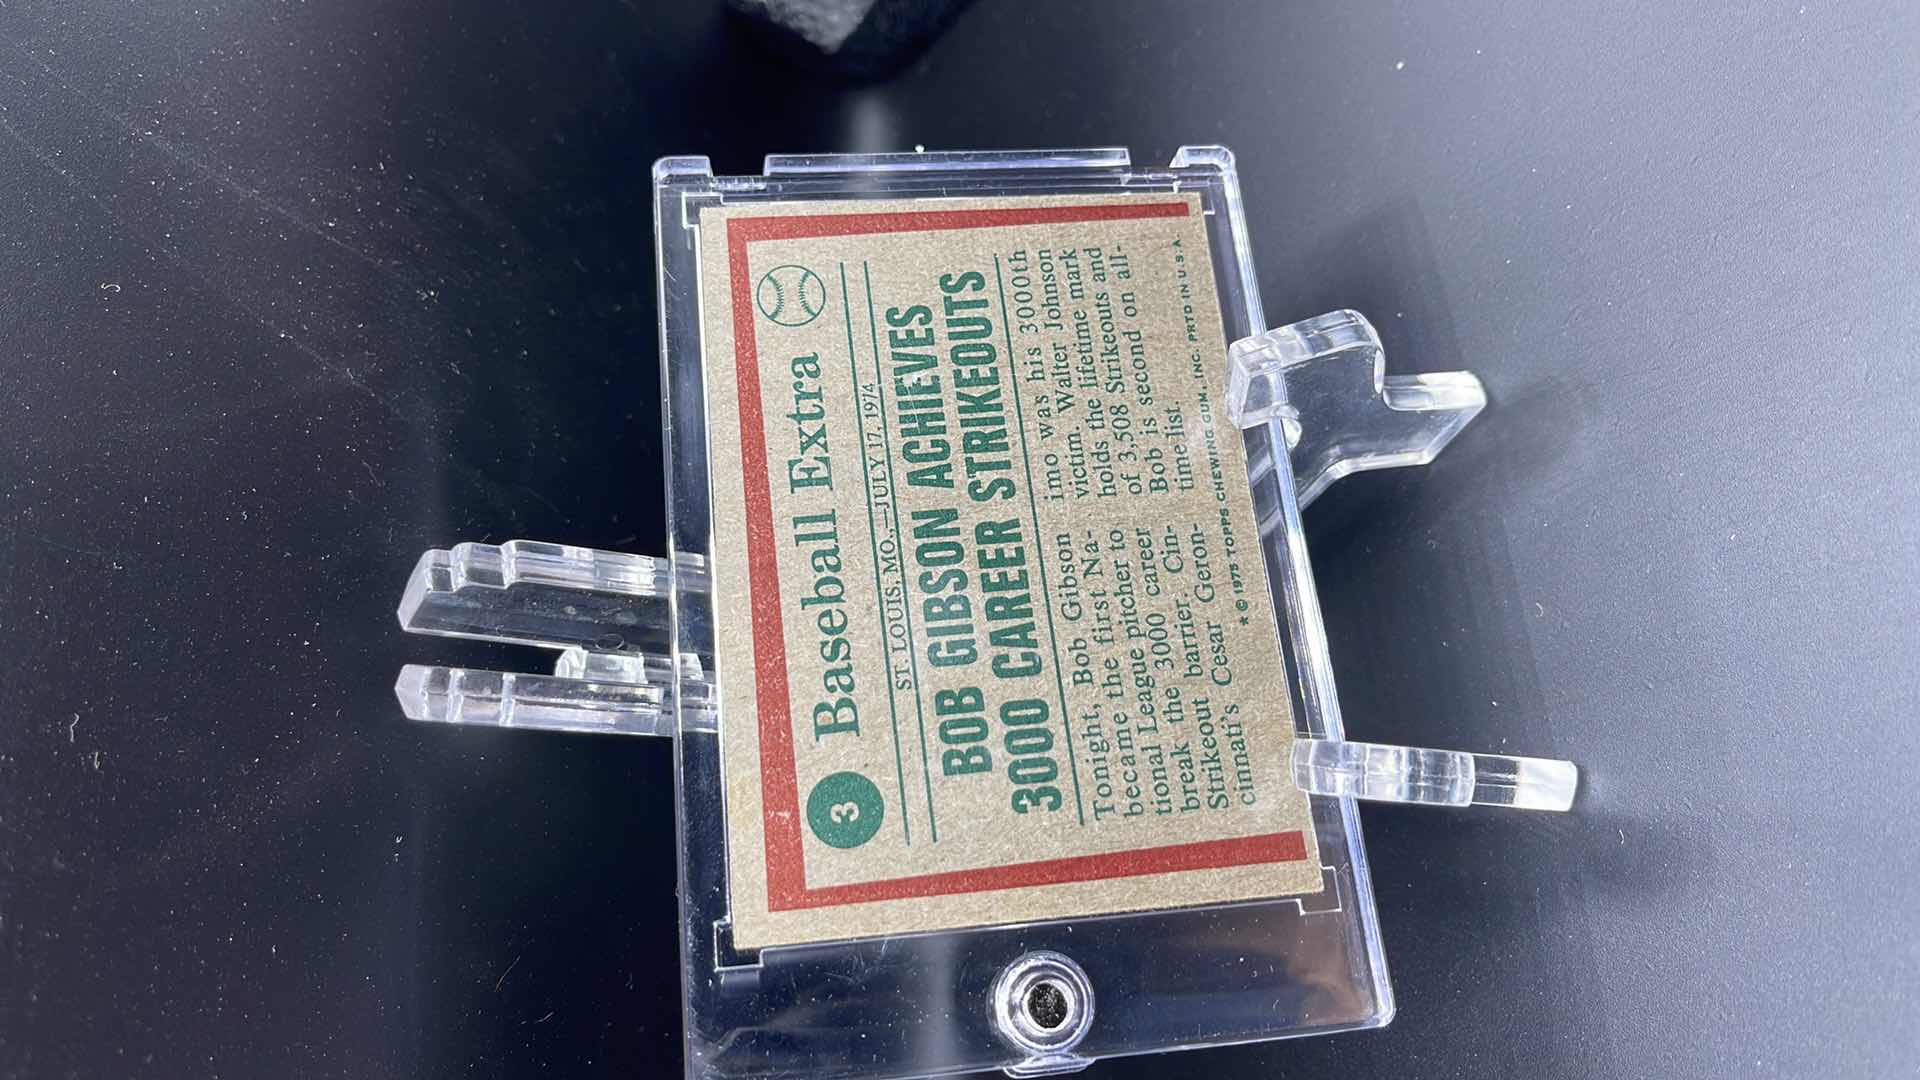 3
Baseball Extra
ST. LOUIS, MO.,—JULY 17, 1974
BOB GIBSON ACHIEVES
3000 CAREER STRIKEOUTS
Tonight, Bob Gibson
became the first Na-
tional League pitcher to
break the 3000 career
Strikeout barrier. Cin-
cinnati's Cesar Geron-
imo was his 3000th
victim. Walter Johnson
holds the lifetime mark
of 3,508 Strikeouts and
Bob is second on all-
time list.
* © 1975 TOPPS CHEWING GUM, INC. PRTD IN U.S.A